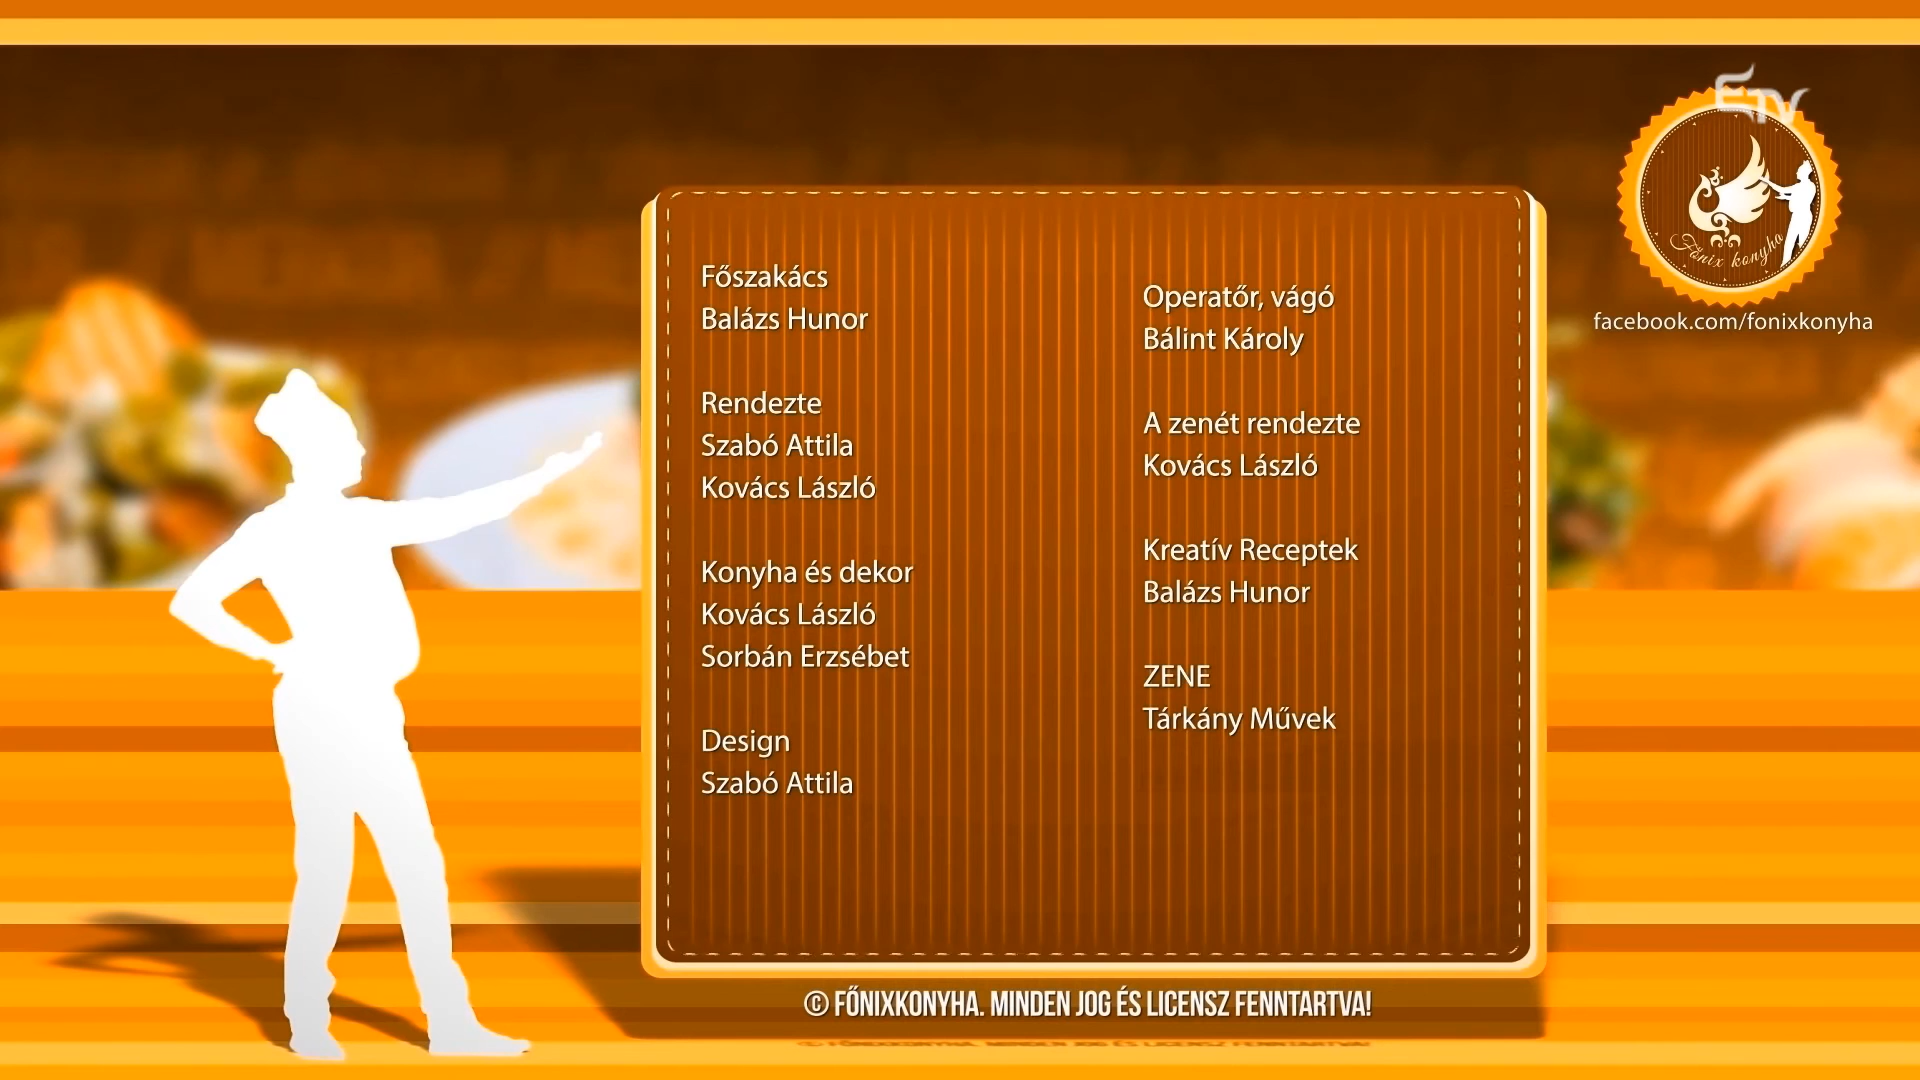 Főszakács
Balázs Hunor
Rendezte
Szabó Attila
Kovács László
Konyha és dekor
Kovács László
Sorbán Erzsébet
Design
Szabó Attila
Operatőr, vágó
Bálint Károly
A zenét rendezte
Kovács László
Kreatív Receptek
Balázs Hunor
ZENE
Tárkány Művek
ETV
Főnix konyha
facebook.com/fonixkonyha
© FŐNIXKONYHA. MINDEN JOG ÉS LICENSZ FENNTARTVA!